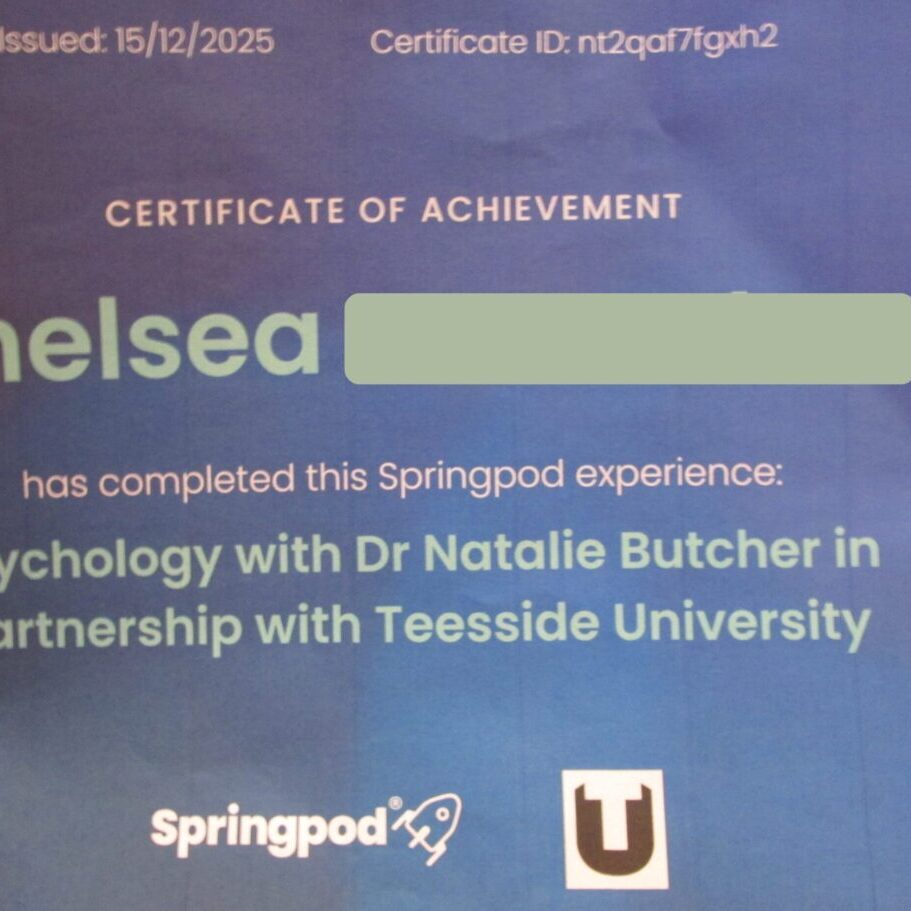 Issued: 15/12/2025
Certificate ID: nt2qaf7fgxh2
CERTIFICATE OF ACHIEVEMENT
helsea
has completed this Springpod experience:
ychology with Dr Natalie Butcher in
artnership with Teesside University
Springpod®
TU